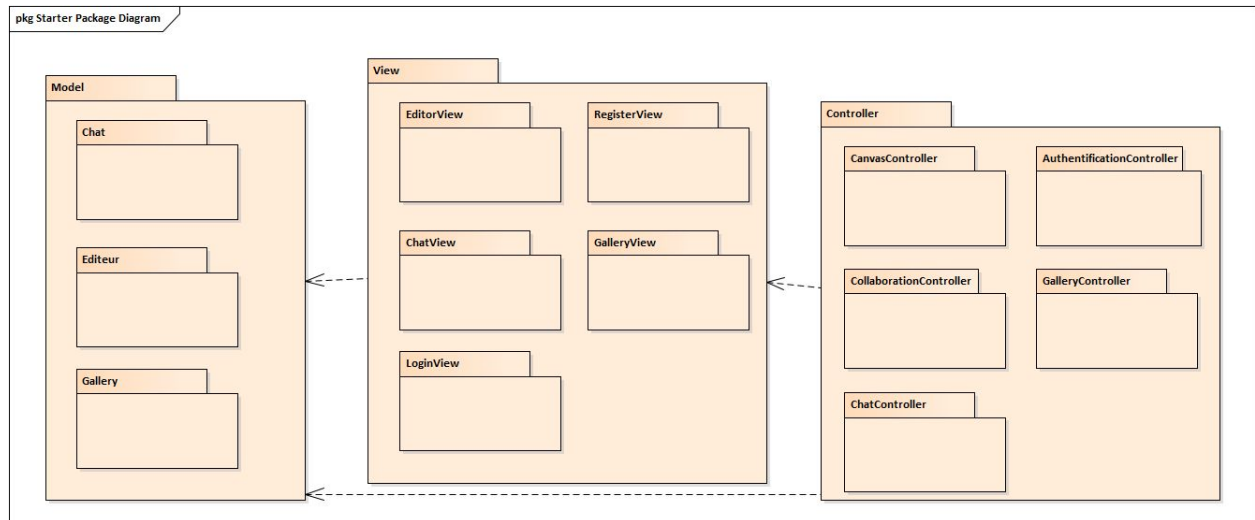 pkg Starter Package Diagram
Model
Chat
Editeur
Gallery
View
EditorView
RegisterView
ChatView
GalleryView
LoginView
Controller
CanvasController
AuthentificationController
CollaborationController
GalleryController
ChatController